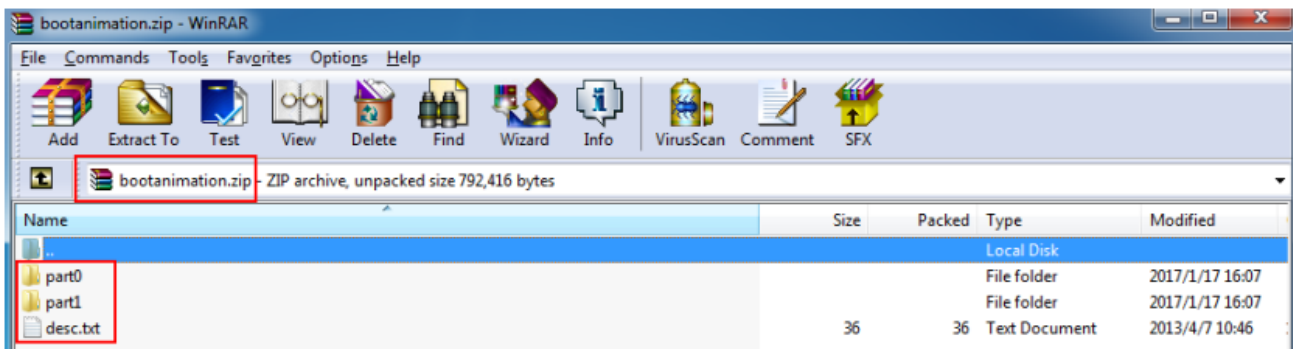 bootanimation.zip - WinRAR
File Commands Tools Favorites Options Help
Add Extract To Test View Delete Find Wizard Info VirusScan Comment SFX
bootanimation.zip - ZIP archive, unpacked size 792,416 bytes
Name Size Packed Type Modified
.. Local Disk
part0 File folder 2017/1/17 16:07
part1 File folder 2017/1/17 16:07
desc.txt 36 36 Text Document 2013/4/7 10:46